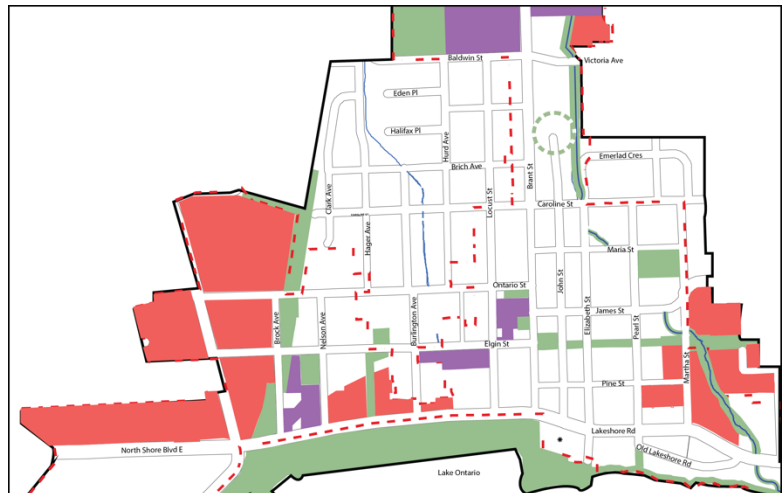 Baldwin St
Victoria Ave
Eden Pl
Halifax Pl
Hurd Ave
Brich Ave
Emerlad Cres
Clark Ave
Locust St
Brant St
Caroline St
Hager Ave
Maria St
Ontario St
John St
Elizabeth St
James St
Pearl St
Brock Ave
Nelson Ave
Burlington Ave
Elgin St
Martha St
Pine St
Lakeshore Rd
North Shore Blvd E
Old Lakeshore Rd
Lake Ontario